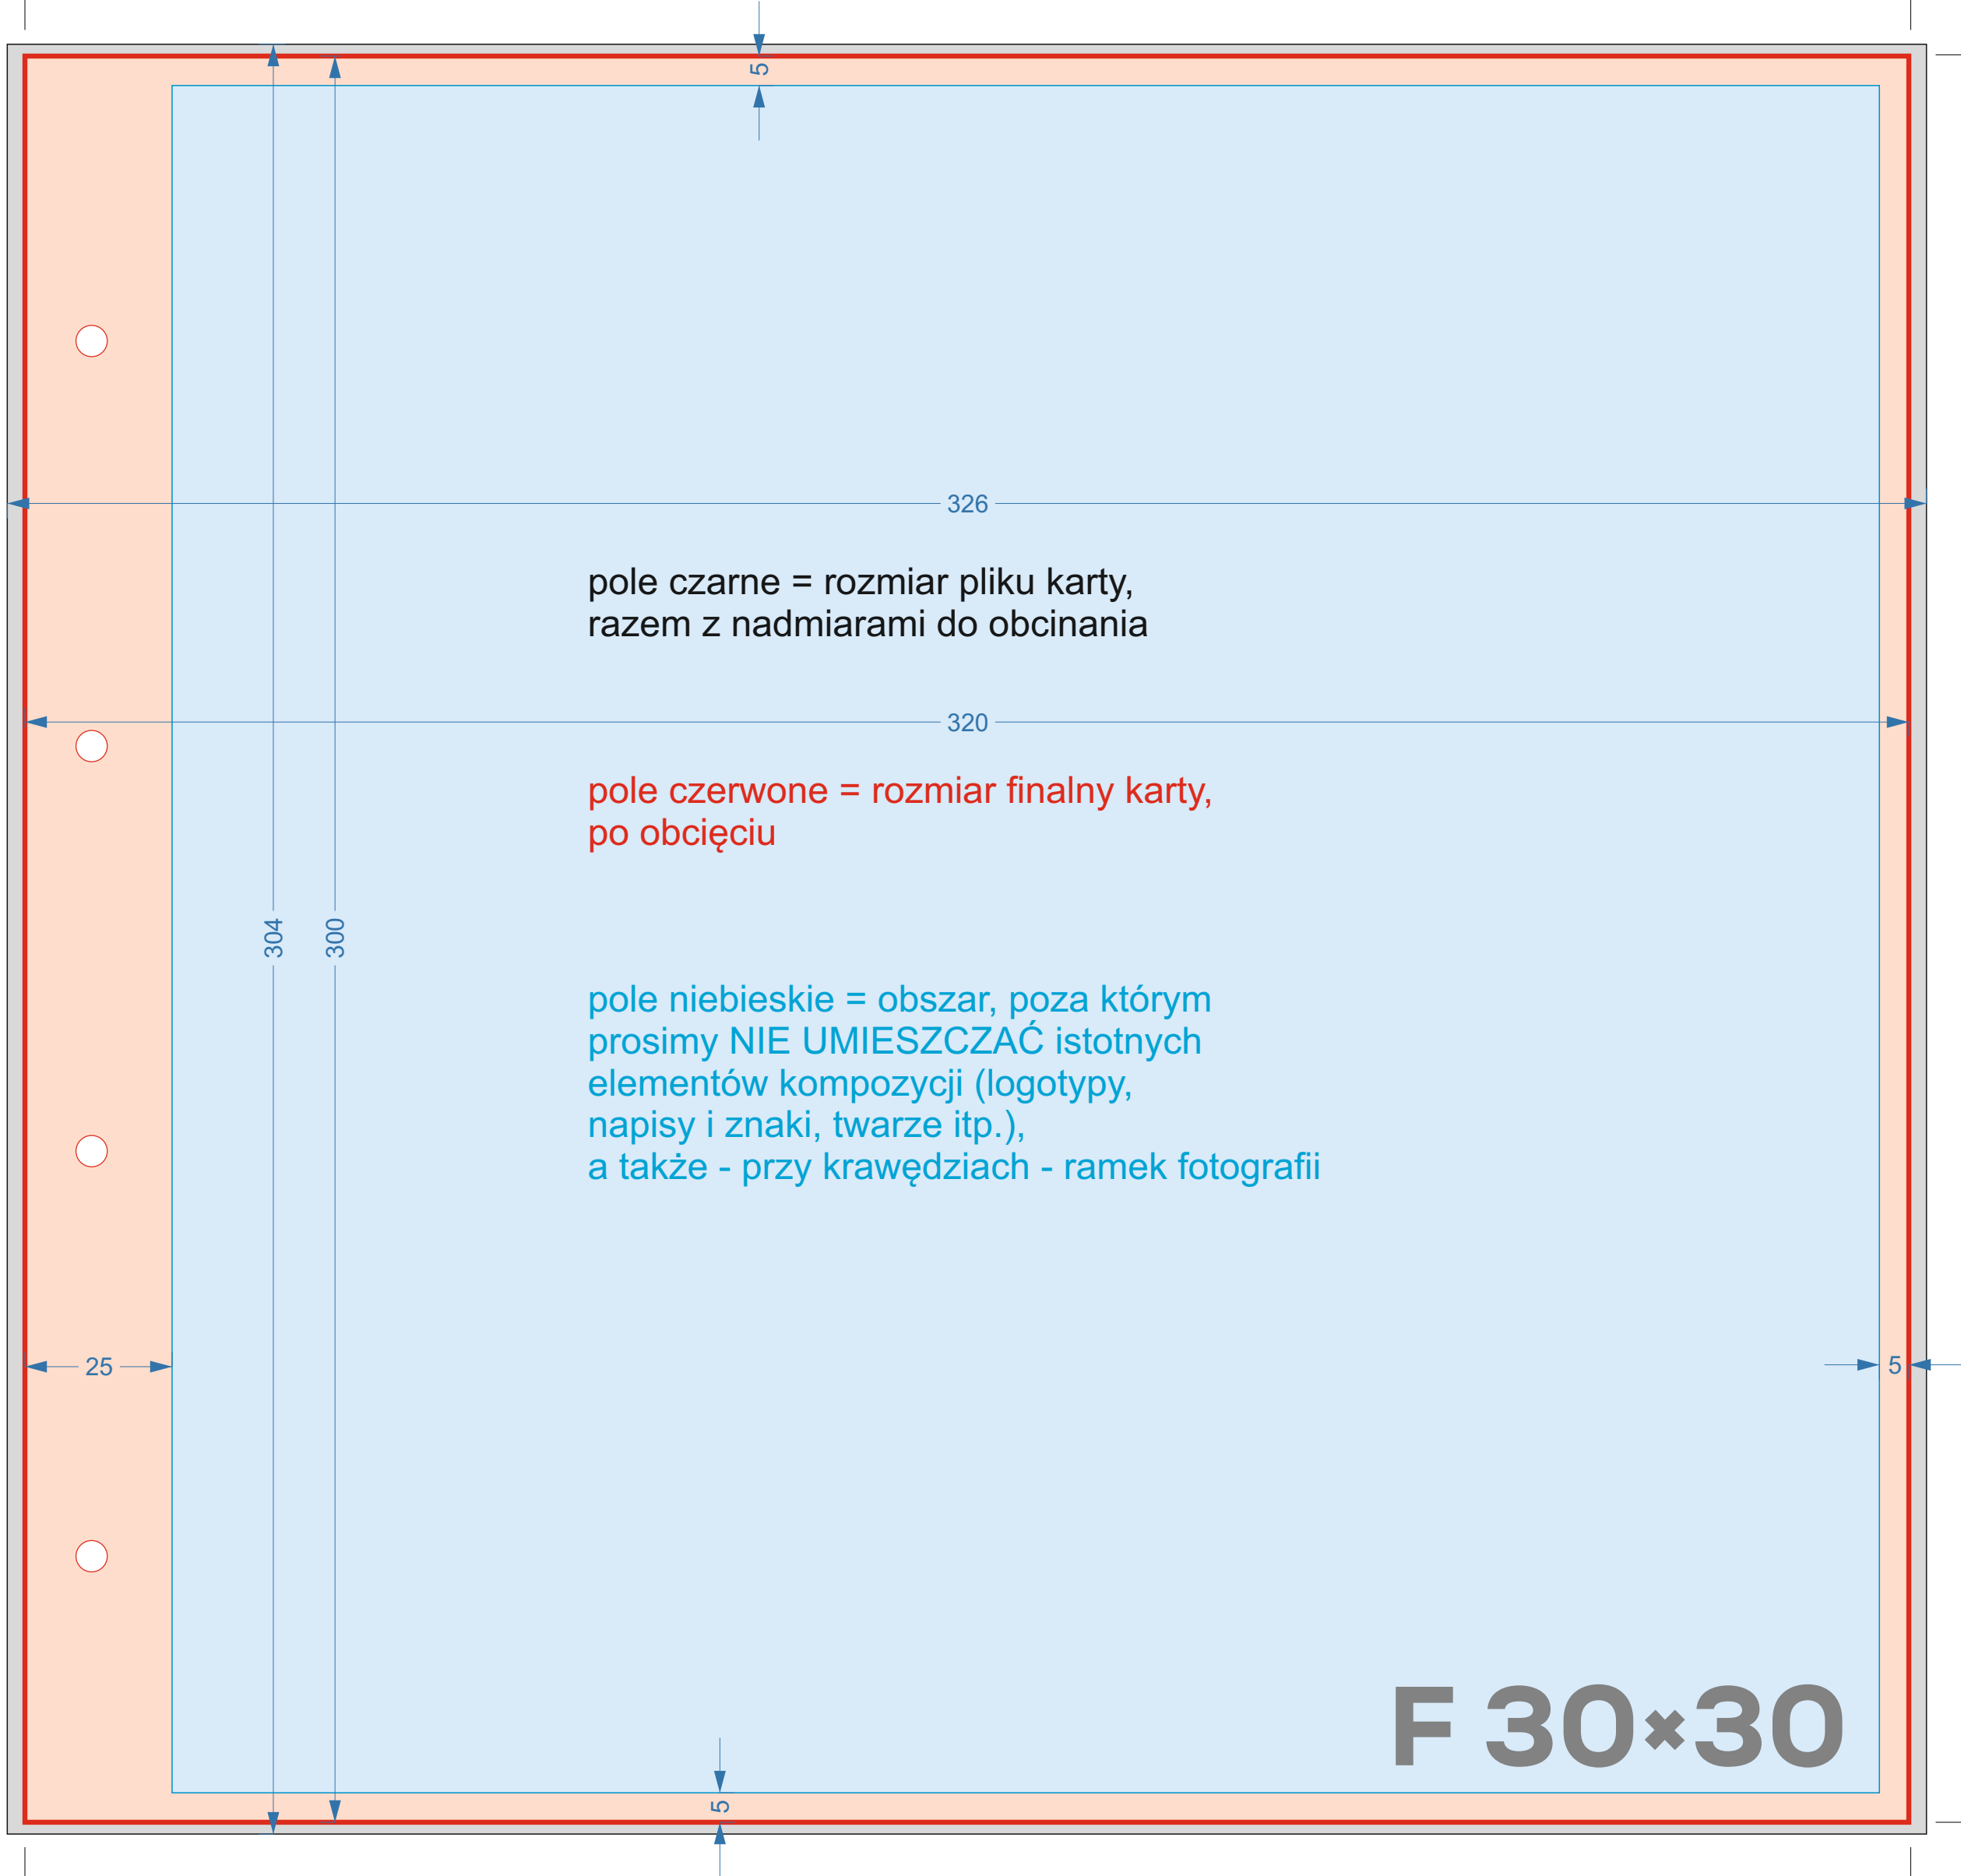 5
326
pole czarne = rozmiar pliku karty,
razem z nadmiarami do obcinania
320
pole czerwone = rozmiar finalny karty,
po obcięciu
304
300
pole niebieskie = obszar, poza którym
prosimy NIE UMIESZCZAĆ istotnych
elementów kompozycji (logotypy,
napisy i znaki, twarze itp.),
a także - przy krawędziach - ramek fotografii
25
5
F 30×30
5